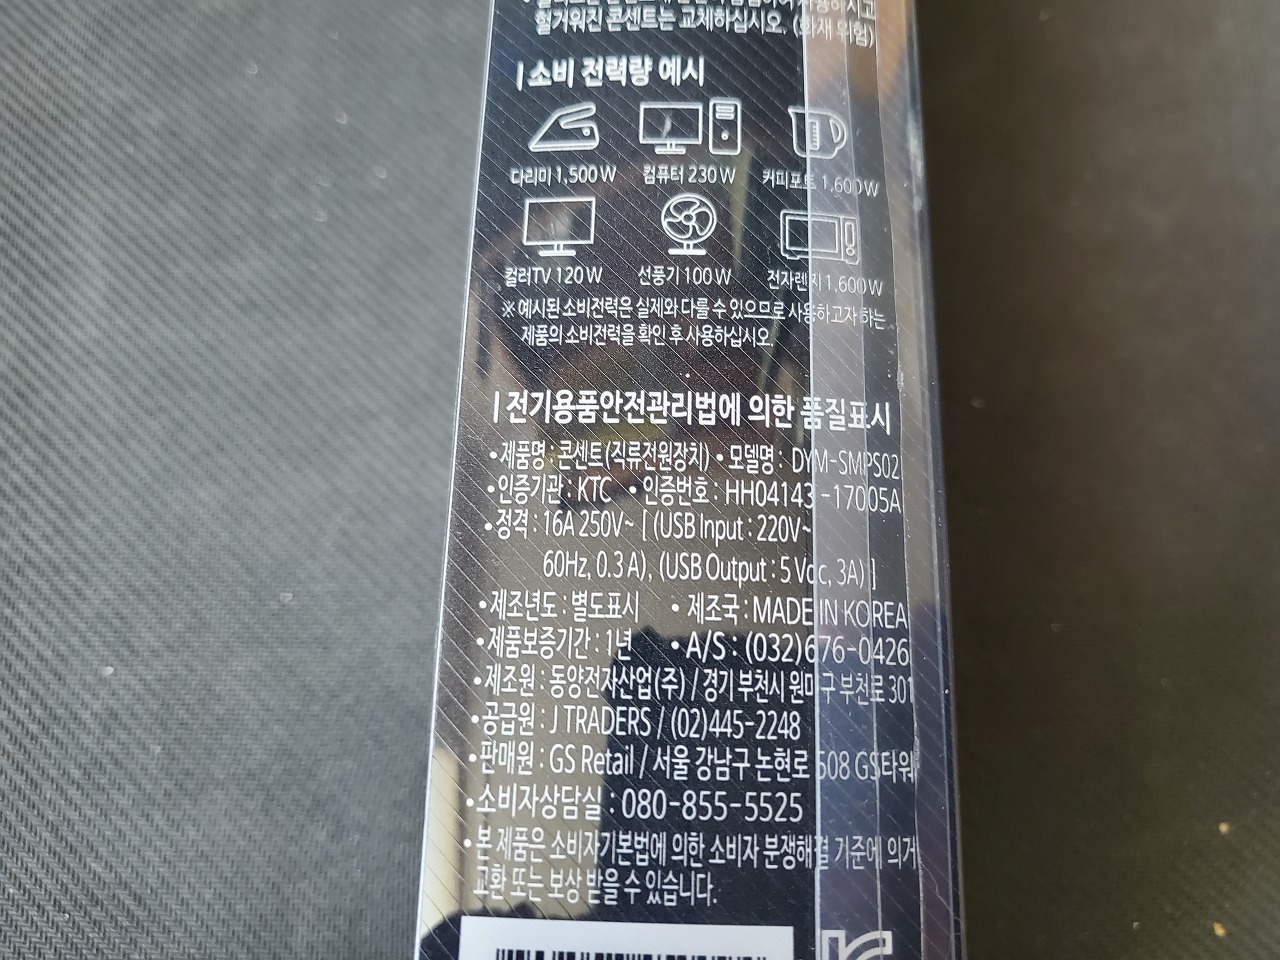 헐거워진 콘센트는 교체하십시오. (화재 위험)
| 소비 전력량 예시
다리미 1,500W 컴퓨터 230W 커피포트 1,600W
컬러TV 120W 선풍기 100W 전자렌지 1,600W
※ 예시된 소비전력은 실제와 다를 수 있으므로 사용하고자 하는
제품의 소비전력을 확인 후 사용하십시오.
| 전기용품안전관리법에 의한 품질표시
•제품명 : 콘센트(직류전원장치) •모델명 : DYM-SMPS02
•인증기관 : KTC •인증번호 : HH04143-17005A
•정격 : 16A 250V~ [ (USB Input : 220V~
60Hz, 0.3A), (USB Output : 5 Vdc, 3A) ]
•제조년도 : 별도표시 •제조국 : MADE IN KOREA
•제품보증기간 : 1년 •A/S : (032)676-0426
•제조원 : 동양전자산업(주) / 경기 부천시 원미구 부천로 301
•공급원 : J TRADERS / (02)445-2248
•판매원 : GS Retail / 서울 강남구 논현로 508 GS타워
•소비자상담실 : 080-855-5525
•본 제품은 소비자기본법에 의한 소비자 분쟁해결 기준에 의거
교환 또는 보상 받을 수 있습니다.